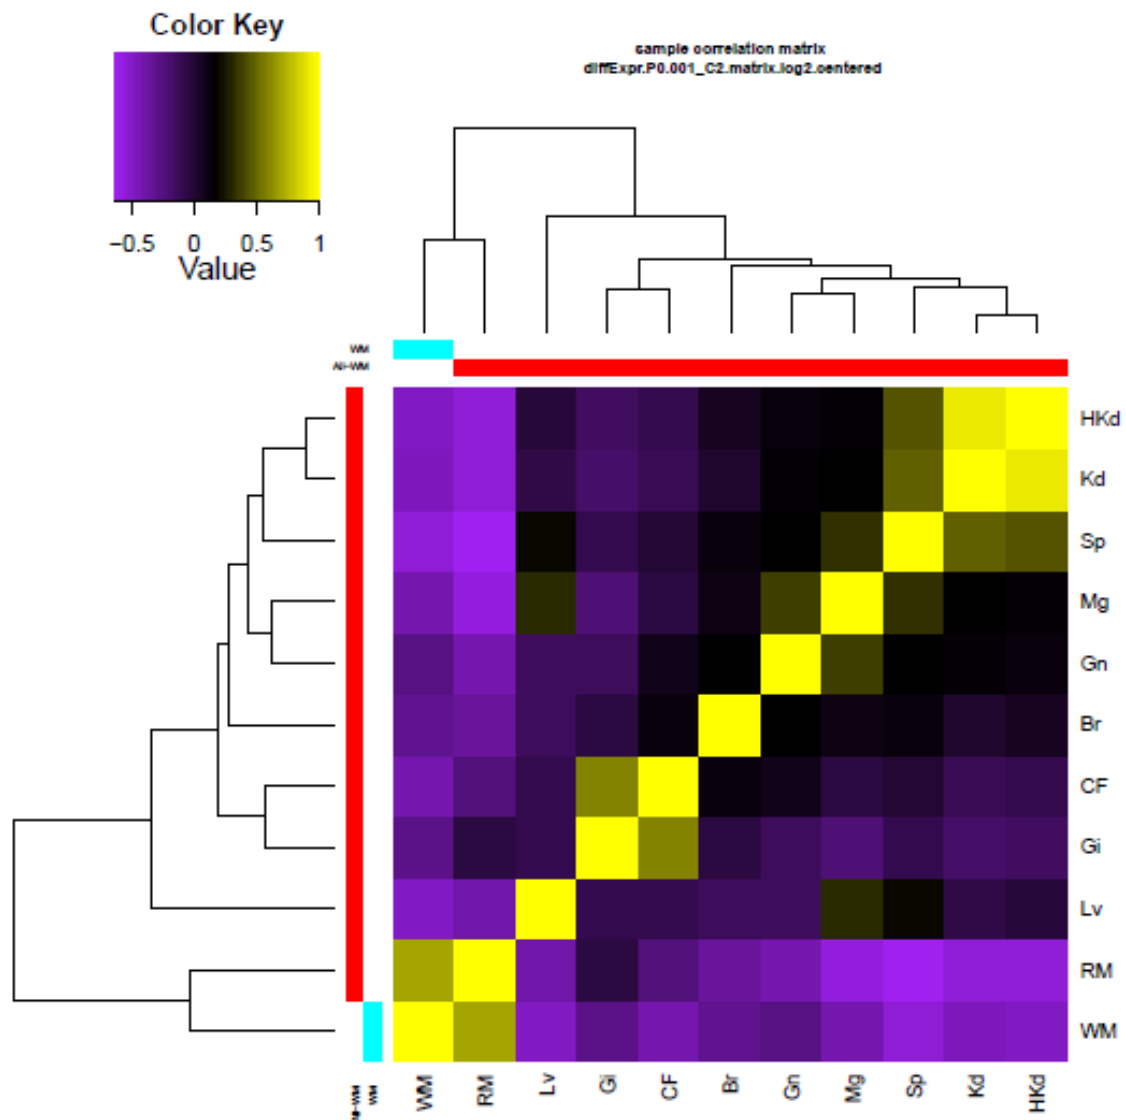 Color Key
−0.5 0 0.5 1
Value
sample correlation matrix
diffExpr.P0.001_C2.matrix.log2.centered
WM
HKd
Kd
Sp
Mg
Gn
Br
CF
Gi
Lv
RM
WM
WM
WM RM Lv Gi CF Br Gn Mg Sp Kd HKd